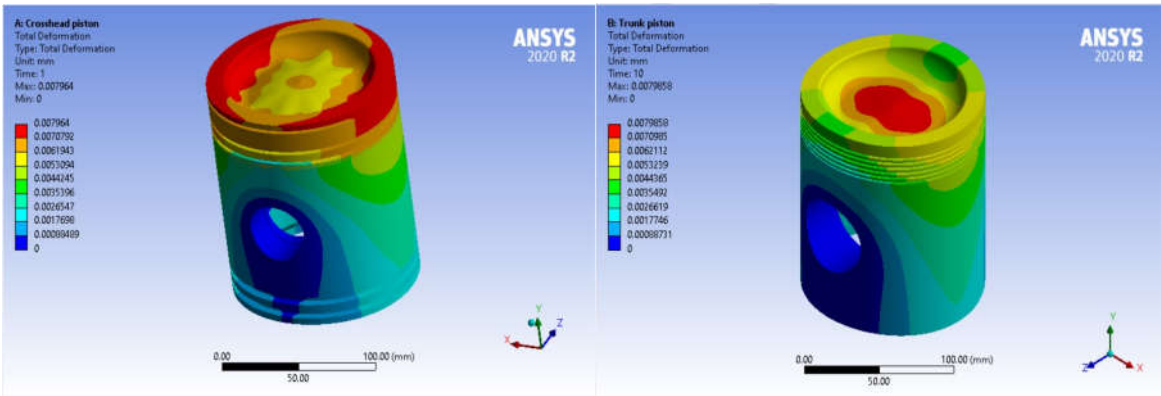 A: Crosshead piston
Total Deformation
Type: Total Deformation
Unit: mm
Time: 1
Max: 0.007964
Min: 0
0.007964
0.0070792
0.0061943
0.0053094
0.0044245
0.0035396
0.0026547
0.0017698
0.00088489
0
ANSYS
2020 R2
0.00
100.00 (mm)
50.00
X
Y
Z
B: Trunk piston
Total Deformation
Type: Total Deformation
Unit: mm
Time: 10
Max: 0.0079858
Min: 0
0.0079858
0.0070985
0.0062112
0.0053239
0.0044365
0.0035492
0.0026619
0.0017746
0.00088731
0
ANSYS
2020 R2
0.00
100.00 (mm)
50.00
Y
Z
X